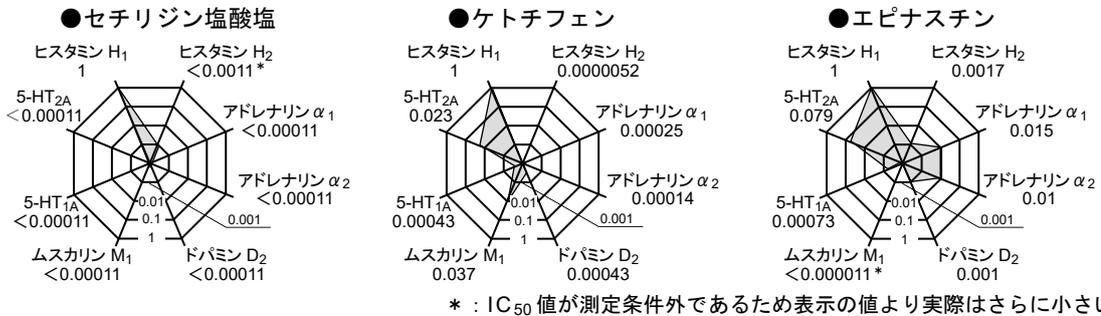 ●セチリジン塩酸塩
ヒスタミン H1
1
ヒスタミン H2
<0.0011*
5-HT2A
<0.00011
アドレナリン α1
<0.00011
アドレナリン α2
<0.00011
5-HT1A
<0.00011
0.01
0.1
1
0.001
ムスカリン M1
<0.00011
ドパミン D2
<0.00011
●ケトチフェン
ヒスタミン H1
1
ヒスタミン H2
0.0000052
5-HT2A
0.023
アドレナリン α1
0.00025
アドレナリン α2
0.00014
5-HT1A
0.00043
0.01
0.1
1
0.001
ムスカリン M1
0.037
ドパミン D2
0.00043
●エピナスチン
ヒスタミン H1
1
ヒスタミン H2
0.0017
5-HT2A
0.079
アドレナリン α1
0.015
アドレナリン α2
0.01
5-HT1A
0.00073
0.01
0.1
1
0.001
ムスカリン M1
<0.000011*
ドパミン D2
0.001
*：IC50 値が測定条件外であるため表示の値より実際はさらに小さい